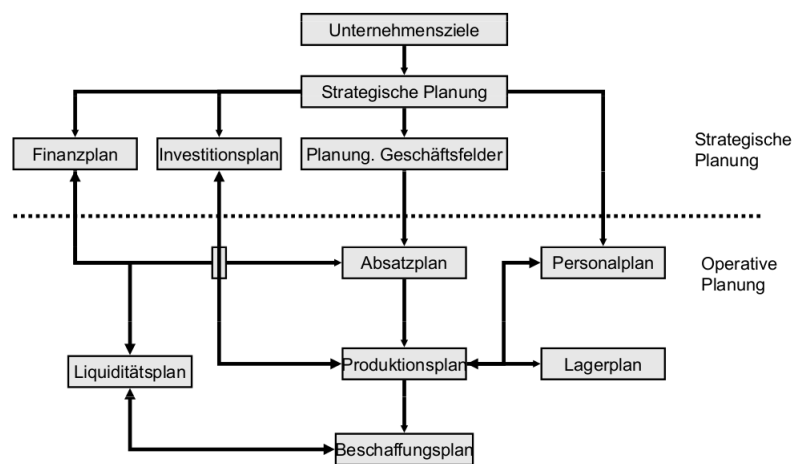 Unternehmensziele
Strategische Planung
Finanzplan
Investitionsplan
Planung. Geschäftsfelder
Strategische
Planung
Absatzplan
Personalplan
Operative
Planung
Liquiditätsplan
Produktionsplan
Lagerplan
Beschaffungsplan